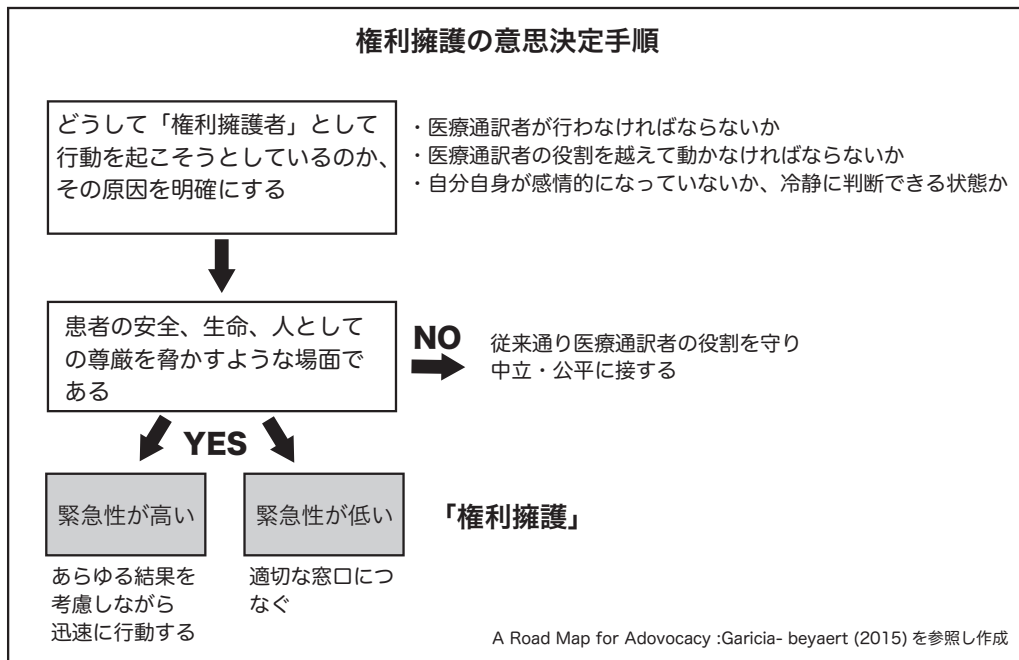 権利擁護の意思決定手順
どうして「権利擁護者」として
行動を起こそうとしているのか、
その原因を明確にする
・医療通訳者が行わなければならないか
・医療通訳者の役割を越えて動かなければならないか
・自分自身が感情的になっていないか、冷静に判断できる状態か
患者の安全、生命、人として
の尊厳を脅かすような場面で
ある
NO
従来通り医療通訳者の役割を守り
中立・公平に接する
YES
緊急性が高い
緊急性が低い
「権利擁護」
あらゆる結果を
考慮しながら
迅速に行動する
適切な窓口につ
なぐ
A Road Map for Adovocacy :Garicia- beyaert (2015) を参照し作成